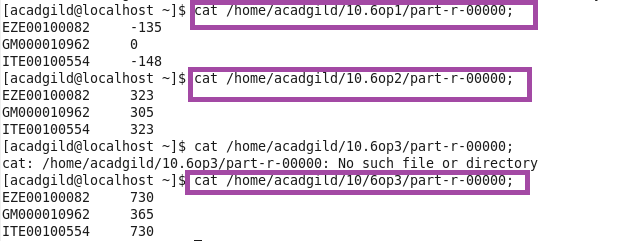 [acadgild@localhost ~]$ cat /home/acadgild/10.6op1/part-r-00000;
EZE00100082 -135
GM000010962 0
ITE00100554 -148
[acadgild@localhost ~]$ cat /home/acadgild/10.6op2/part-r-00000;
EZE00100082 323
GM000010962 305
ITE00100554 323
[acadgild@localhost ~]$ cat /home/acadgild/10.6op3/part-r-00000;
cat: /home/acadgild/10.6op3/part-r-00000: No such file or directory
[acadgild@localhost ~]$ cat /home/acadgild/10/6op3/part-r-00000;
EZE00100082 730
GM000010962 365
ITE00100554 730